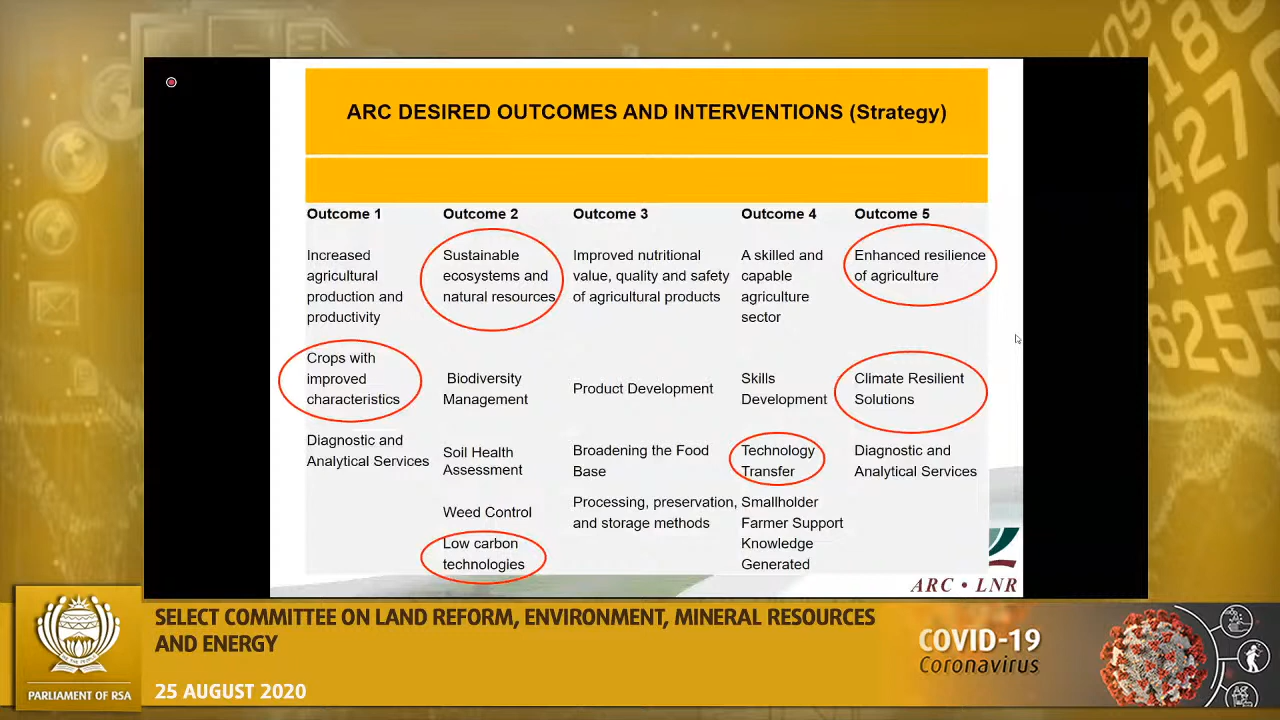 ARC DESIRED OUTCOMES AND INTERVENTIONS (Strategy)
Outcome 1
Increased
agricultural
production and
productivity
Crops with
improved
characteristics
Diagnostic and
Analytical Services
Outcome 2
Sustainable
ecosystems and
natural resources
Biodiversity
Management
Soil Health
Assessment
Weed Control
Low carbon
technologies
Outcome 3
Improved nutritional
value, quality and safety
of agricultural products
Product Development
Broadening the Food
Base
Processing, preservation,
and storage methods
Outcome 4
A skilled and
capable
agriculture
sector
Skills
Development
Technology
Transfer
Smallholder
Farmer Support
Knowledge
Generated
Outcome 5
Enhanced resilience
of agriculture
Climate Resilient
Solutions
Diagnostic and
Analytical Services
ARC • LNR
SELECT COMMITTEE ON LAND REFORM, ENVIRONMENT, MINERAL RESOURCES
AND ENERGY
25 AUGUST 2020
PARLIAMENT OF RSA
COVID-19
Coronavirus